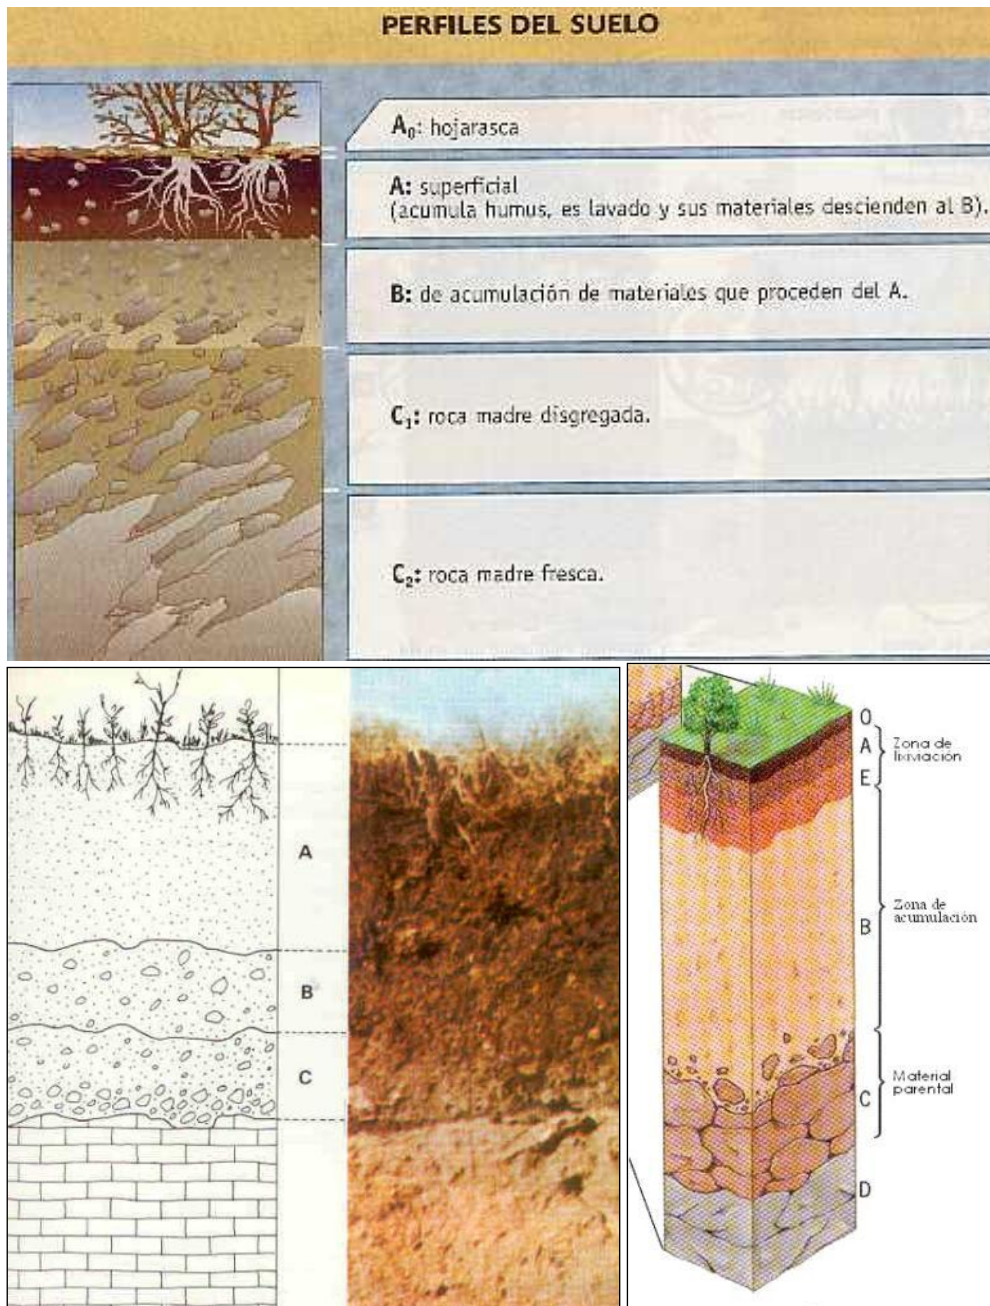 PERFILES DEL SUELO
A₀: hojarasca
A: superficial
(acumula humus, es lavado y sus materiales descienden al B).
B: de acumulación de materiales que proceden del A.
C₁: roca madre disgregada.
C₂: roca madre fresca.
A
B
C
O
A
E
Zona de
lixiviación
B
Zona de
acumulación
C
Material
parental
D